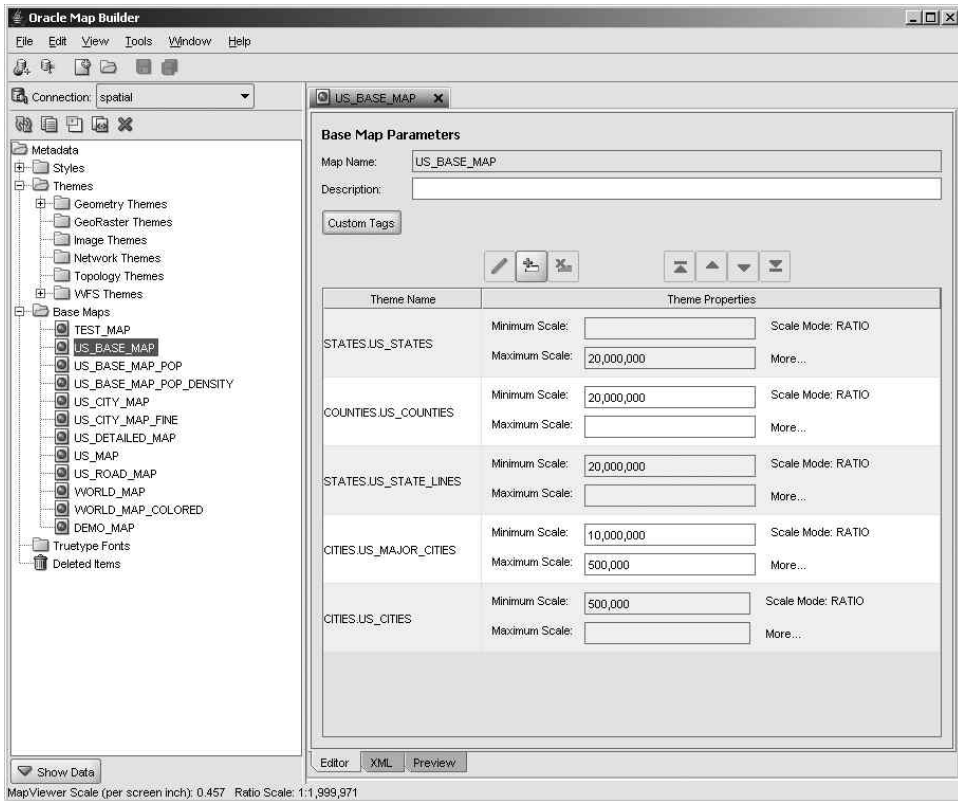 Oracle Map Builder
File Edit View Tools Window Help
Connection: spatial
Metadata
Styles
Themes
Geometry Themes
GeoRaster Themes
Image Themes
Network Themes
Topology Themes
WFS Themes
Base Maps
TEST_MAP
US_BASE_MAP
US_BASE_MAP_POP
US_BASE_MAP_POP_DENSITY
US_CITY_MAP
US_CITY_MAP_FINE
US_DETAILED_MAP
US_MAP
US_ROAD_MAP
WORLD_MAP
WORLD_MAP_COLORED
DEMO_MAP
Truetype Fonts
Deleted Items
Show Data
US_BASE_MAP
Base Map Parameters
Map Name: US_BASE_MAP
Description:
Custom Tags
Theme Name Theme Properties
STATES.US_STATES
Minimum Scale: Scale Mode: RATIO
Maximum Scale: 20,000,000 More...
COUNTIES.US_COUNTIES
Minimum Scale: 20,000,000 Scale Mode: RATIO
Maximum Scale: More...
STATES.US_STATE_LINES
Minimum Scale: 20,000,000 Scale Mode: RATIO
Maximum Scale: More...
CITIES.US_MAJOR_CITIES
Minimum Scale: 10,000,000 Scale Mode: RATIO
Maximum Scale: 500,000 More...
CITIES.US_CITIES
Minimum Scale: 500,000 Scale Mode: RATIO
Maximum Scale: More...
Editor XML Preview
MapViewer Scale (per screen inch): 0.457 Ratio Scale: 1:1,999,971